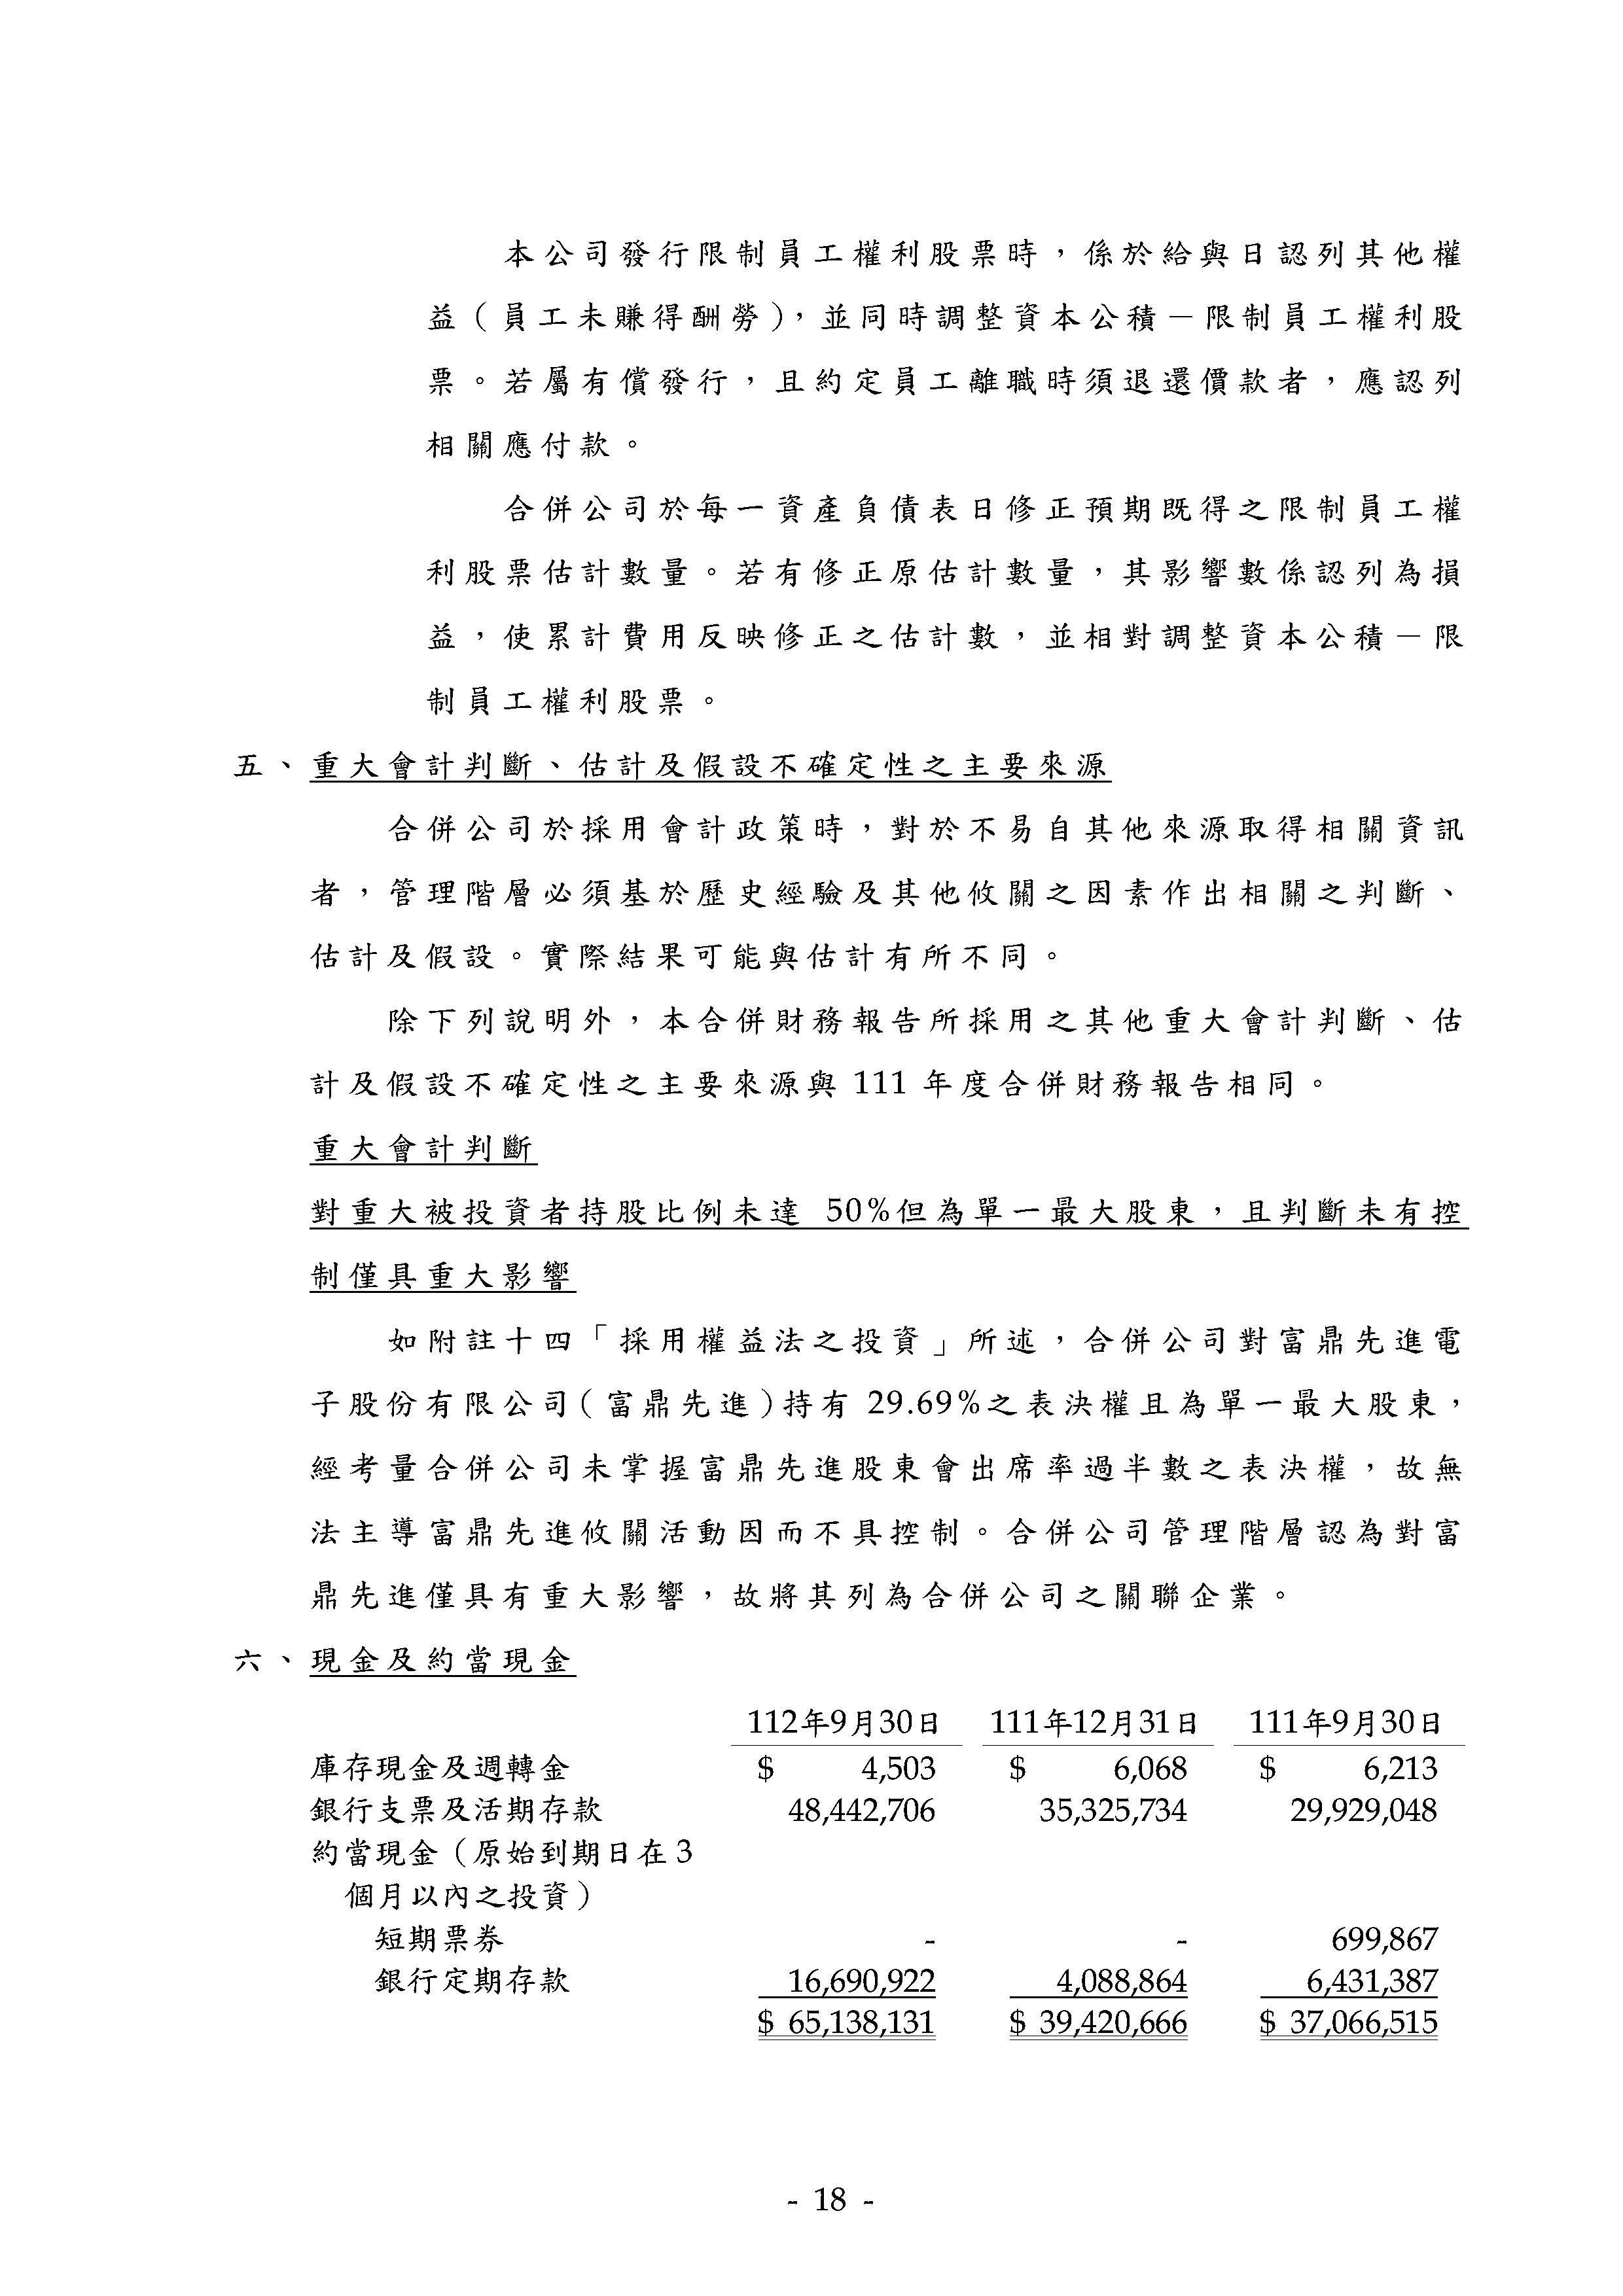 本公司發行限制員工權利股票時，係於給與日認列其他權
益（員工未賺得酬勞），並同時調整資本公積－限制員工權利股
票。若屬有償發行，且約定員工離職時須退還價款者，應認列
相關應付款。
合併公司於每一資產負債表日修正預期既得之限制員工權
利股票估計數量。若有修正原估計數量，其影響數係認列為損
益，使累計費用反映修正之估計數，並相對調整資本公積－限
制員工權利股票。
五、重大會計判斷、估計及假設不確定性之主要來源
合併公司於採用會計政策時，對於不易自其他來源取得相關資訊
者，管理階層必須基於歷史經驗及其他攸關之因素作出相關之判斷、
估計及假設。實際結果可能與估計有所不同。
除下列說明外，本合併財務報告所採用之其他重大會計判斷、估
計及假設不確定性之主要來源與 111 年度合併財務報告相同。
重大會計判斷
對重大被投資者持股比例未達 50%但為單一最大股東，且判斷未有控
制僅具重大影響
如附註十四「採用權益法之投資」所述，合併公司對富鼎先進電
子股份有限公司（富鼎先進）持有 29.69%之表決權且為單一最大股東，
經考量合併公司未掌握富鼎先進股東會出席率過半數之表決權，故無
法主導富鼎先進攸關活動因而不具控制。合併公司管理階層認為對富
鼎先進僅具有重大影響，故將其列為合併公司之關聯企業。
六、現金及約當現金
112年9月30日 111年12月31日 111年9月30日
庫存現金及週轉金 $ 4,503 $ 6,068 $ 6,213
銀行支票及活期存款 48,442,706 35,325,734 29,929,048
約當現金（原始到期日在 3
個月以內之投資）
短期票券 - - 699,867
銀行定期存款 16,690,922 4,088,864 6,431,387
$ 65,138,131 $ 39,420,666 $ 37,066,515
- 18 -